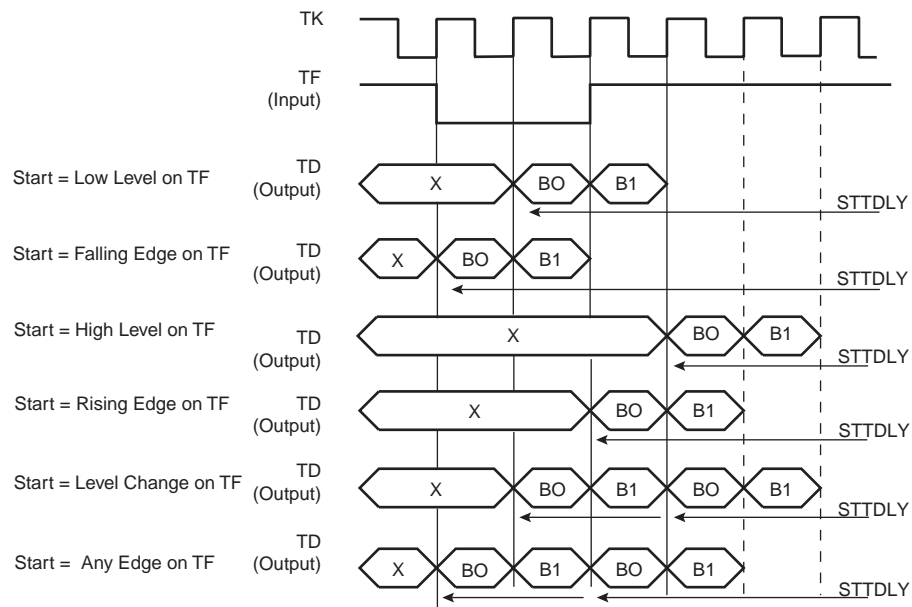 TK
TF
(Input)
Start = Low Level on TF
TD
(Output)
X
BO
B1
STTDLY
Start = Falling Edge on TF
TD
(Output)
X
BO
B1
STTDLY
Start = High Level on TF
TD
(Output)
X
BO
B1
STTDLY
Start = Rising Edge on TF
TD
(Output)
X
BO
B1
STTDLY
Start = Level Change on TF
TD
(Output)
X
BO
B1
BO
B1
STTDLY
Start = Any Edge on TF
TD
(Output)
X
BO
B1
BO
B1
STTDLY